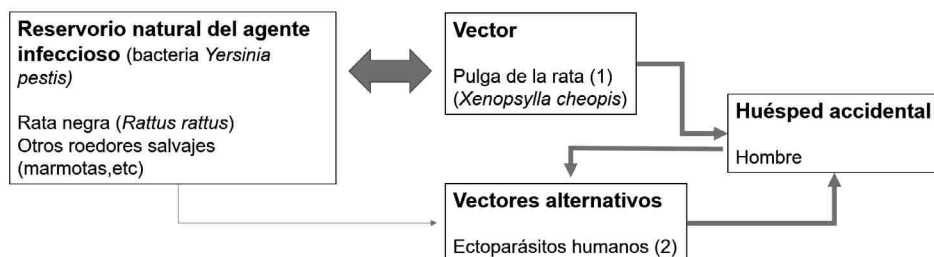 Reservorio natural del agente
infeccioso (bacteria Yersinia
pestis)
Rata negra (Rattus rattus)
Otros roedores salvajes
(marmotas,etc)
Vector
Pulga de la rata (1)
(Xenopsylla cheopis)
Huésped accidental
Hombre
Vectores alternativos
Ectoparásitos humanos (2)